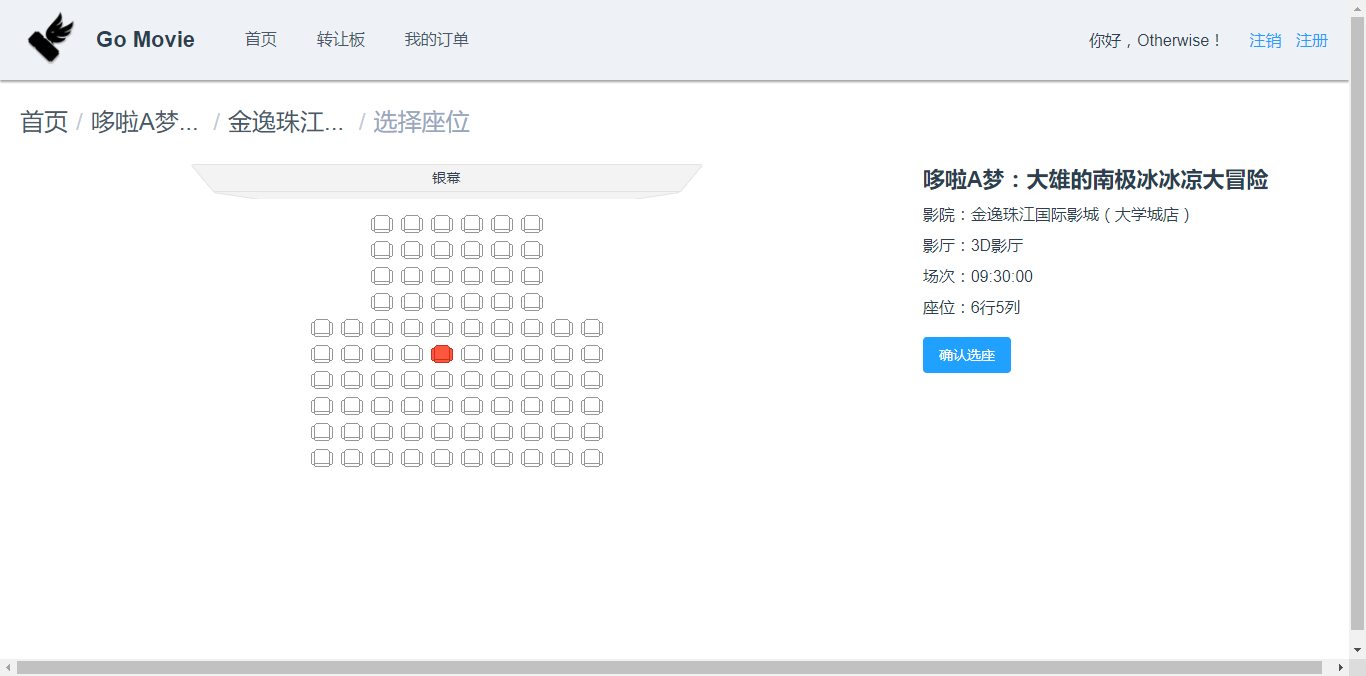 Go Movie 首页 转让板 我的订单 你好，Otherwise！ 注销 注册
首页 / 哆啦A梦... / 金逸珠江... / 选择座位
银幕
哆啦A梦：大雄的南极冰冰凉大冒险
影院：金逸珠江国际影城（大学城店）
影厅：3D影厅
场次：09:30:00
座位：6行5列
确认选座